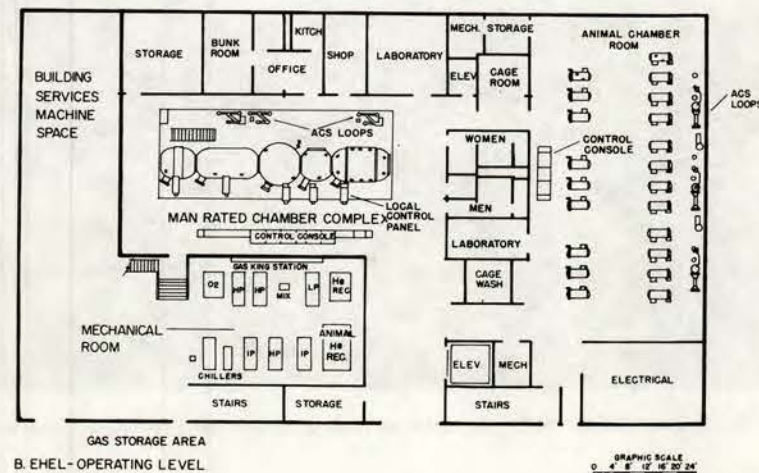 KITCH
MECH.
STORAGE
ANIMAL CHAMBER
ROOM
STORAGE
BUNK
ROOM
OFFICE
SHOP
LABORATORY
ELEV
CAGE
ROOM
BUILDING
SERVICES
MACHINE
SPACE
ACS
LOOPS
ACS LOOPS
WOMEN
CONTROL
CONSOLE
MEN
LOCAL
CONTROL
PANEL
MAN RATED CHAMBER COMPLEX
CONTROL CONSOLE
LABORATORY
GAS KING STATION
CAGE
WASH
O2
HP
HP
MIX
LP
He
REC.
MECHANICAL
ROOM
ANIMAL
He
REC.
IP
HP
IP
CHILLERS
ELEV.
MECH
ELECTRICAL
STAIRS
STORAGE
STAIRS
GAS STORAGE AREA
B. EHEL-OPERATING LEVEL
GRAPHIC SCALE
0 4' 8' 12' 16' 20' 24'